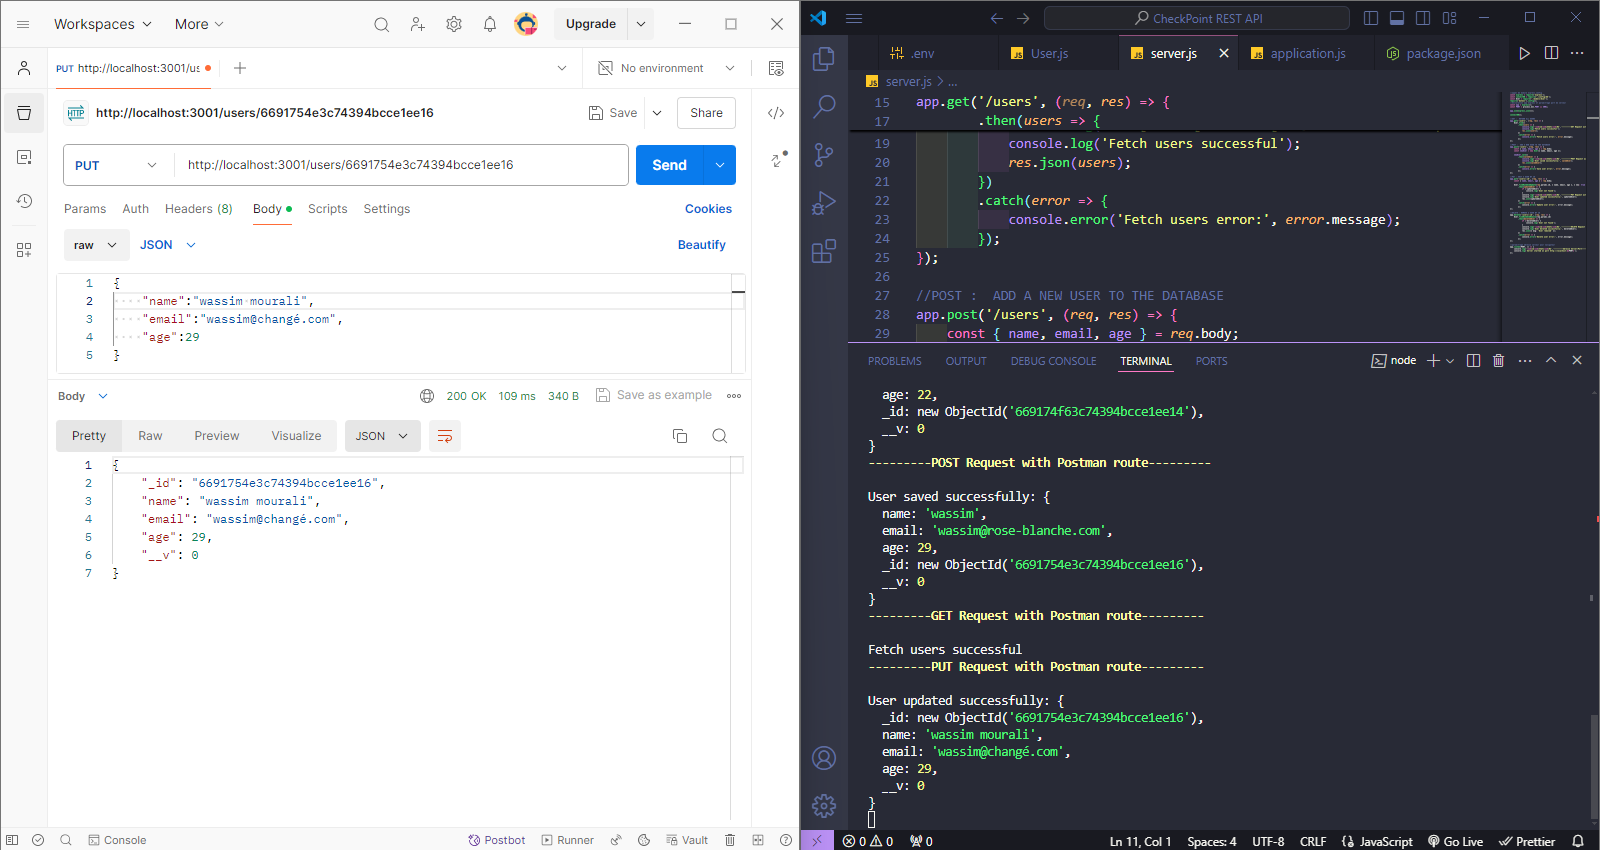 Workspaces More Upgrade
PUT http://localhost:3001/us No environment
HTTP http://localhost:3001/users/6691754e3c74394bcce1ee16 Save Share
PUT http://localhost:3001/users/6691754e3c74394bcce1ee16 Send
Params Auth Headers (8) Body Scripts Settings Cookies
raw JSON Beautify
1 {
2 "name":"wassim mourali",
3 "email":"wassim@changé.com",
4 "age":29
5 }
Body 200 OK 109 ms 340 B Save as example
Pretty Raw Preview Visualize JSON
1 {
2 "_id": "6691754e3c74394bcce1ee16",
3 "name": "wassim mourali",
4 "email": "wassim@changé.com",
5 "age": 29,
6 "__v": 0
7 }
Console Postbot Runner Vault
CheckPoint REST API
.env JS User.js JS server.js JS application.js package.json
JS server.js > ...
15 app.get('/users', (req, res) => {
17 .then(users => {
19 console.log('Fetch users successful');
20 res.json(users);
21 })
22 .catch(error => {
23 console.error('Fetch users error:', error.message);
24 });
25 });
26
27 //POST : ADD A NEW USER TO THE DATABASE
28 app.post('/users', (req, res) => {
29 const { name, email, age } = req.body;
PROBLEMS OUTPUT DEBUG CONSOLE TERMINAL PORTS node
age: 22,
_id: new ObjectId('669174f63c74394bcce1ee14'),
__v: 0
}
---------POST Request with Postman route---------
User saved successfully: {
name: 'wassim',
email: 'wassim@rose-blanche.com',
age: 29,
_id: new ObjectId('6691754e3c74394bcce1ee16'),
__v: 0
}
---------GET Request with Postman route---------
Fetch users successful
---------PUT Request with Postman route---------
User updated successfully: {
_id: new ObjectId('6691754e3c74394bcce1ee16'),
name: 'wassim mourali',
email: 'wassim@changé.com',
age: 29,
__v: 0
}
0 0 0 Ln 11, Col 1 Spaces: 4 UTF-8 CRLF {} JavaScript Go Live Prettier